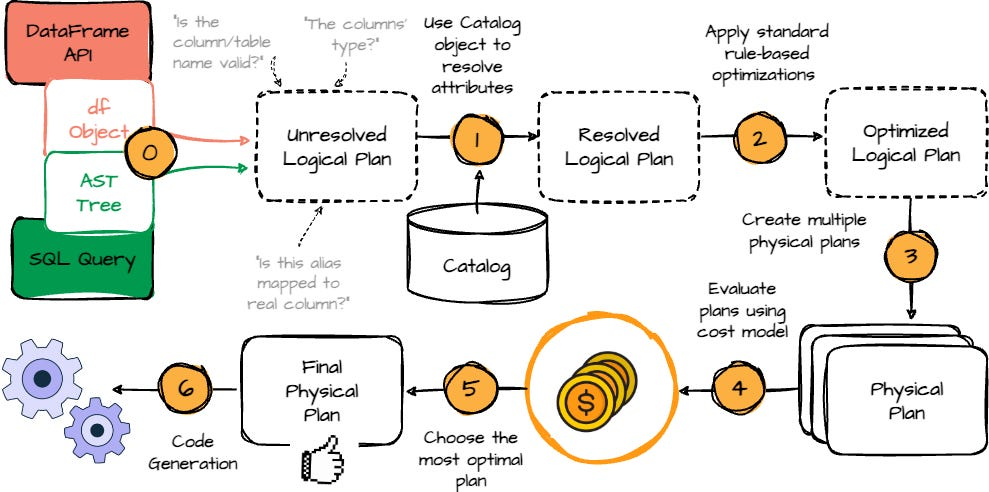 DataFrame
API
df
Object
0
AST
Tree
SQL Query
"Is the
column/table
name valid?"
"The columns'
type?"
Unresolved
Logical Plan
"Is this alias
mapped to
real column?"
Use Catalog
object to
resolve
attributes
1
Catalog
Resolved
Logical Plan
Apply standard
rule-based
optimizations
2
Optimized
Logical Plan
Create multiple
physical plans
3
Physical
Plan
Evaluate
plans using
cost model
4
$
Choose the
most optimal
plan
5
Final
Physical
Plan
6
Code
Generation